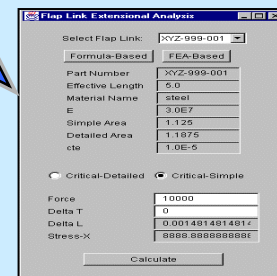 Flap Link Extensional Analysis
Select Flap Link: XYZ-999-001
Formula-Based FEA-Based
Part Number XYZ-999-001
Effective Length 5.0
Material Name steel
E 3.0E7
Simple Area 1.125
Detailed Area 1.1875
cte 1.0E-5
Critical-Detailed Critical-Simple
Force 10000
Delta T 0
Delta L 0.00148148148148
Stress-X 8888.888888888
Calculate